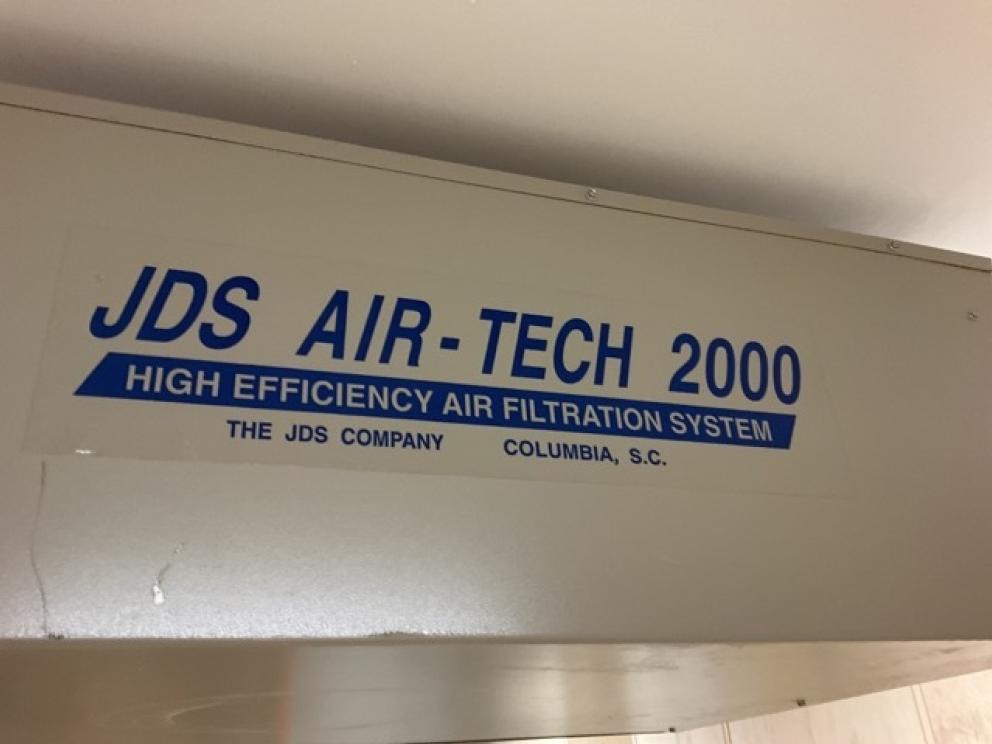 JDS AIR-TECH 2000
HIGH EFFICIENCY AIR FILTRATION SYSTEM
THE JDS COMPANY COLUMBIA, S.C.